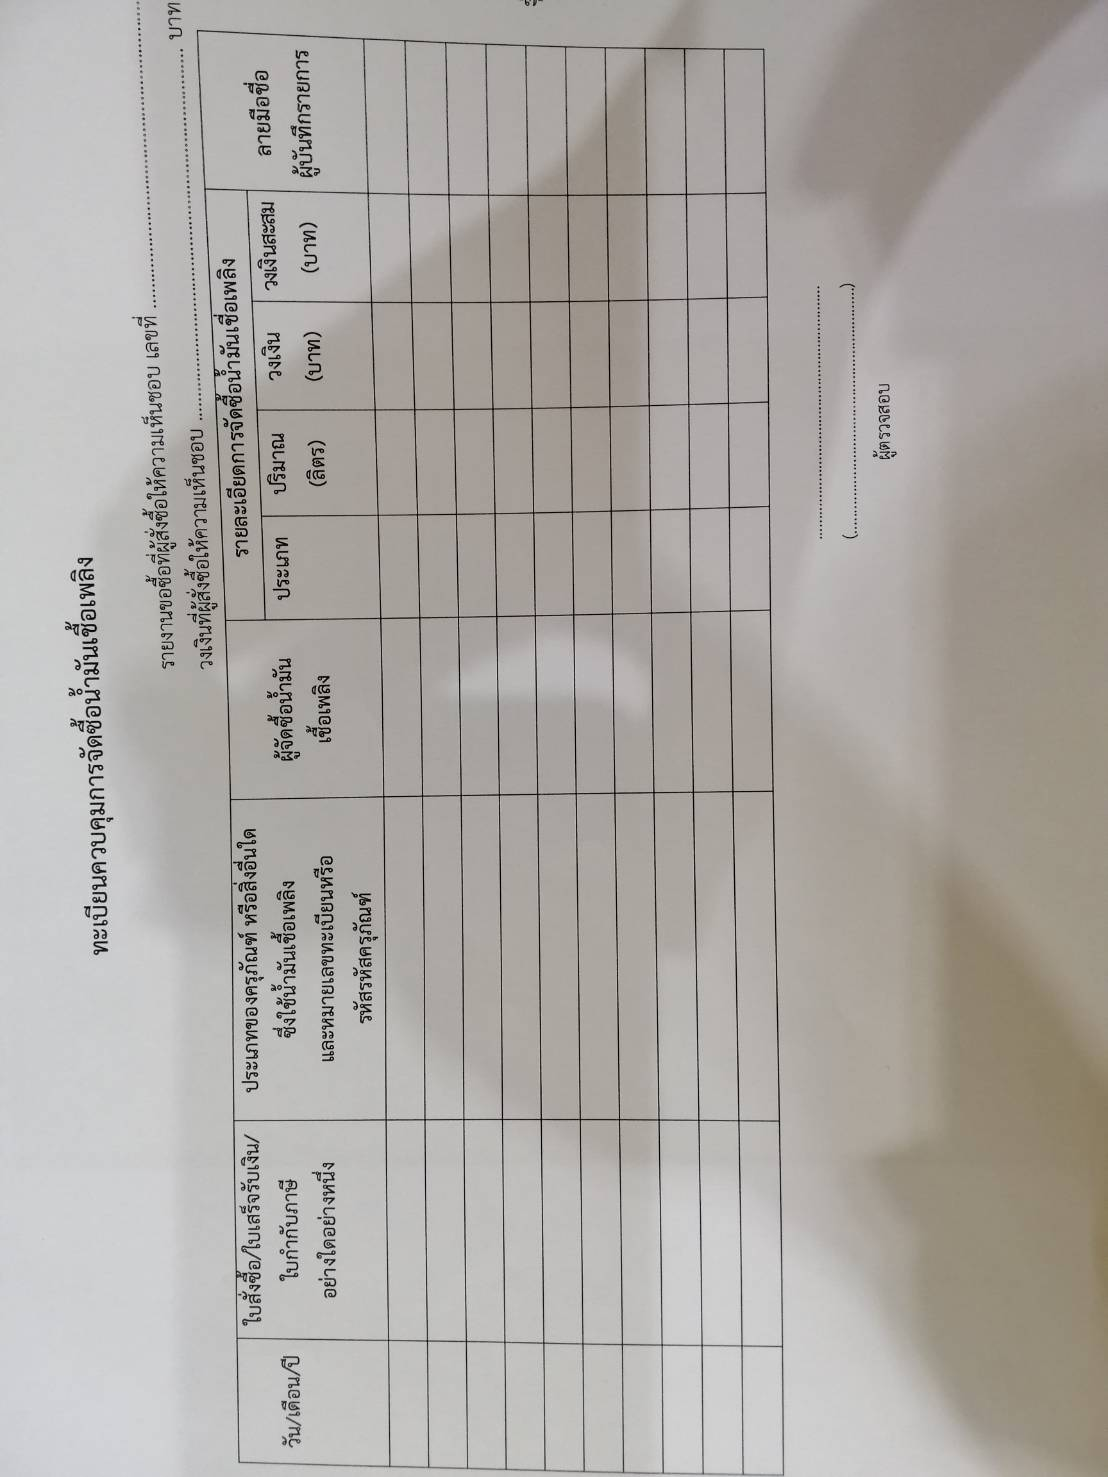 ทะเบียนควบคุมการจัดซื้อน้ำมันเชื้อเพลิง
รายงานขอซื้อที่ผู้สั่งซื้อให้ความเห็นชอบ เลขที่ ........................................
วงเงินที่ผู้สั่งซื้อให้ความเห็นชอบ ........................................ บาท
วัน/เดือน/ปี
ใบสั่งซื้อ/ใบเสร็จรับเงิน/
ใบกำกับภาษี
อย่างใดอย่างหนึ่ง
ประเภทของครุภัณฑ์ หรือสิ่งอื่นใด
ซึ่งใช้น้ำมันเชื้อเพลิง
และหมายเลขทะเบียนหรือ
รหัสรหัสครุภัณฑ์
ผู้จัดซื้อน้ำมัน
เชื้อเพลิง
รายละเอียดการจัดซื้อน้ำมันเชื้อเพลิง
ประเภท
ปริมาณ
(ลิตร)
วงเงิน
(บาท)
วงเงินสะสม
(บาท)
ลายมือชื่อ
ผู้บันทึกรายการ
........................................
(........................................)
ผู้ตรวจสอบ